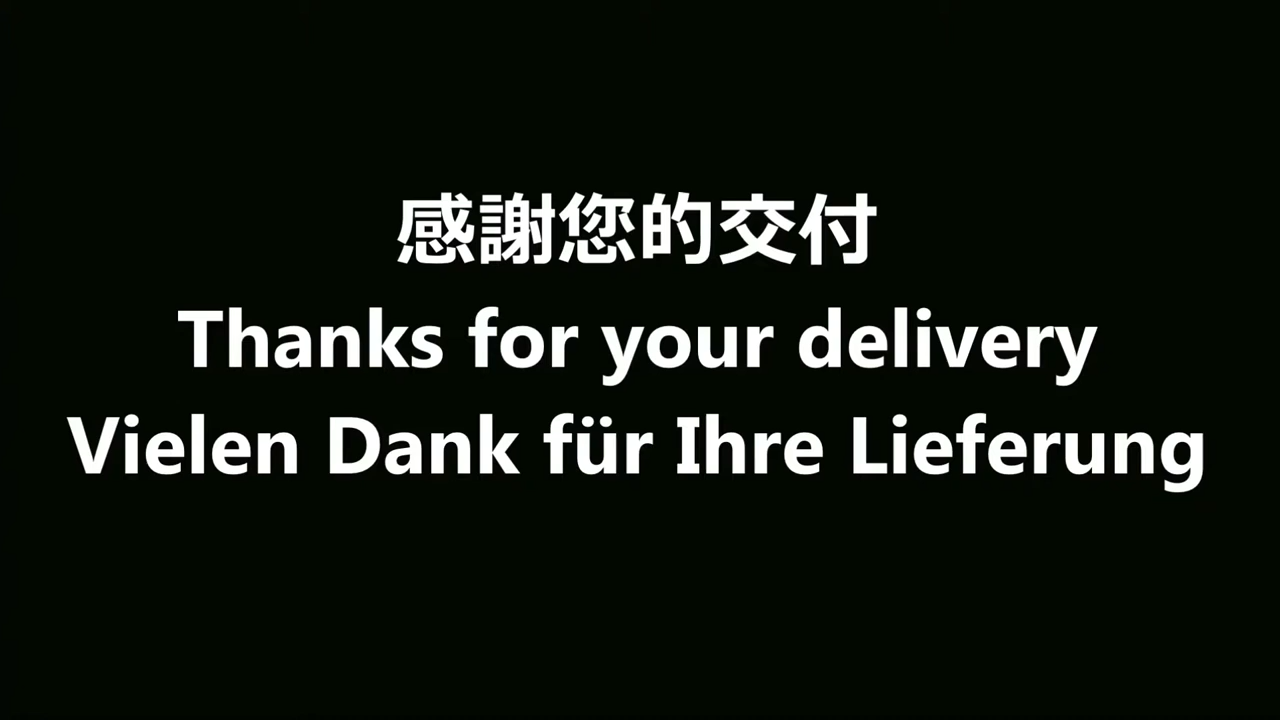 感謝您的交付
Thanks for your delivery
Vielen Dank für Ihre Lieferung